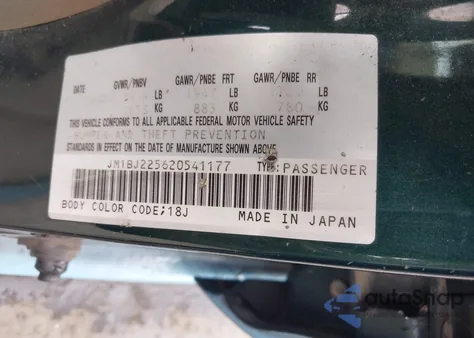 DATE GVWR/PNBV GAWR/PNBE FRT GAWR/PNBE RR
LB LB LB
KG 883 KG 780 KG
THIS VEHICLE CONFORMS TO ALL APPLICABLE FEDERAL MOTOR VEHICLE SAFETY
BUMPER AND THEFT PREVENTION
STANDARDS IN EFFECT ON THE DATE OF MANUFACTURE SHOWN ABOVE.
JM1BJ225620541177 TYPE:PASSENGER
BODY COLOR CODE;18J MADE IN JAPAN
autoSnap